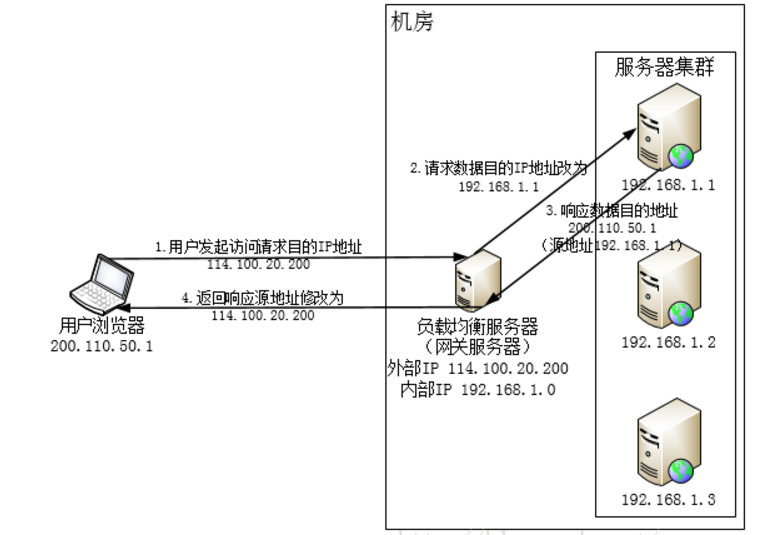 机房
服务器集群
192.168.1.1
2.请求数据目的IP地址改为
192.168.1.1
3.响应数据目的地址
200.110.50.1
（源地址192.168.1.1）
1.用户发起访问请求目的IP地址
114.100.20.200
4.返回响应源地址修改为
114.100.20.200
用户浏览器
200.110.50.1
负载均衡服务器
（网关服务器）
外部IP 114.100.20.200
内部IP 192.168.1.0
192.168.1.2
192.168.1.3